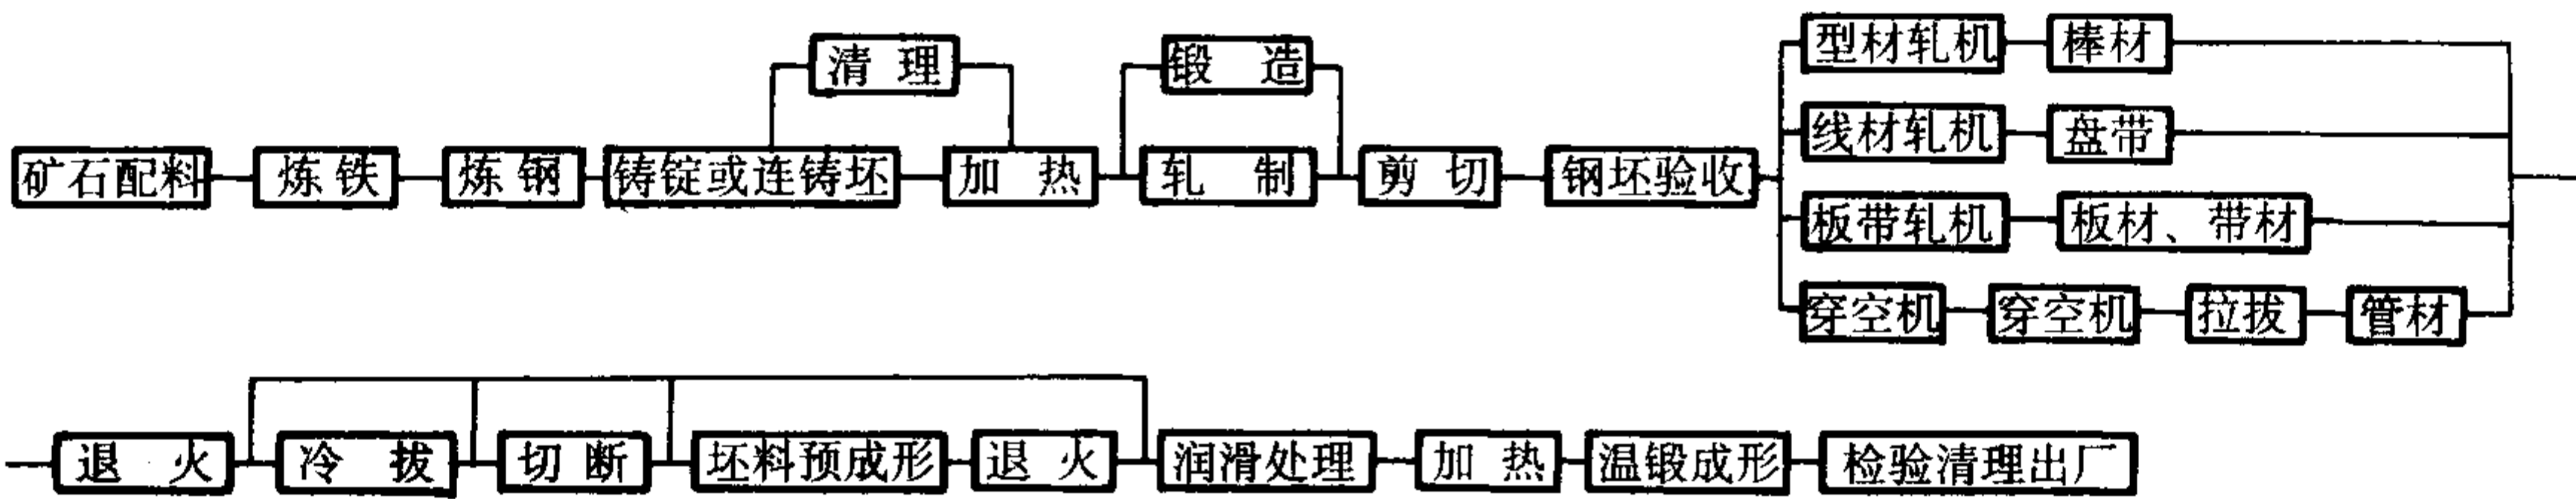 清理
锻造
型材轧机
棒材
线材轧机
盘带
矿石配料
炼铁
炼钢
铸锭或连铸坯
加热
轧制
剪切
钢坯验收
板带轧机
板材、带材
穿空机
穿空机
拉拔
管材
退火
冷拔
切断
坯料预成形
退火
润滑处理
加热
温锻成形
检验清理出厂